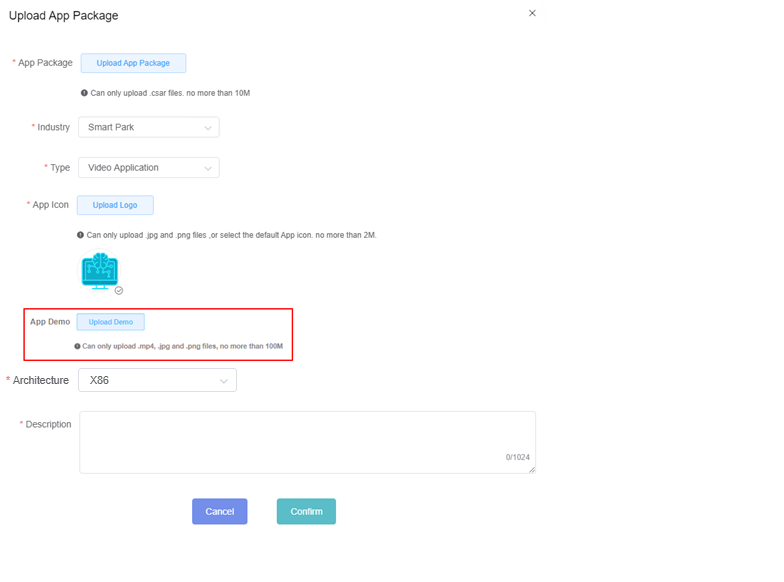 Upload App Package
* App Package Upload App Package
Can only upload .csar files. no more than 10M
* Industry Smart Park
* Type Video Application
* App Icon Upload Logo
Can only upload .jpg and .png files ,or select the default App icon. no more than 2M.
App Demo Upload Demo
Can only upload .mp4, .jpg and .png files, no more than 100M
* Architecture X86
* Description
0/1024
Cancel Confirm